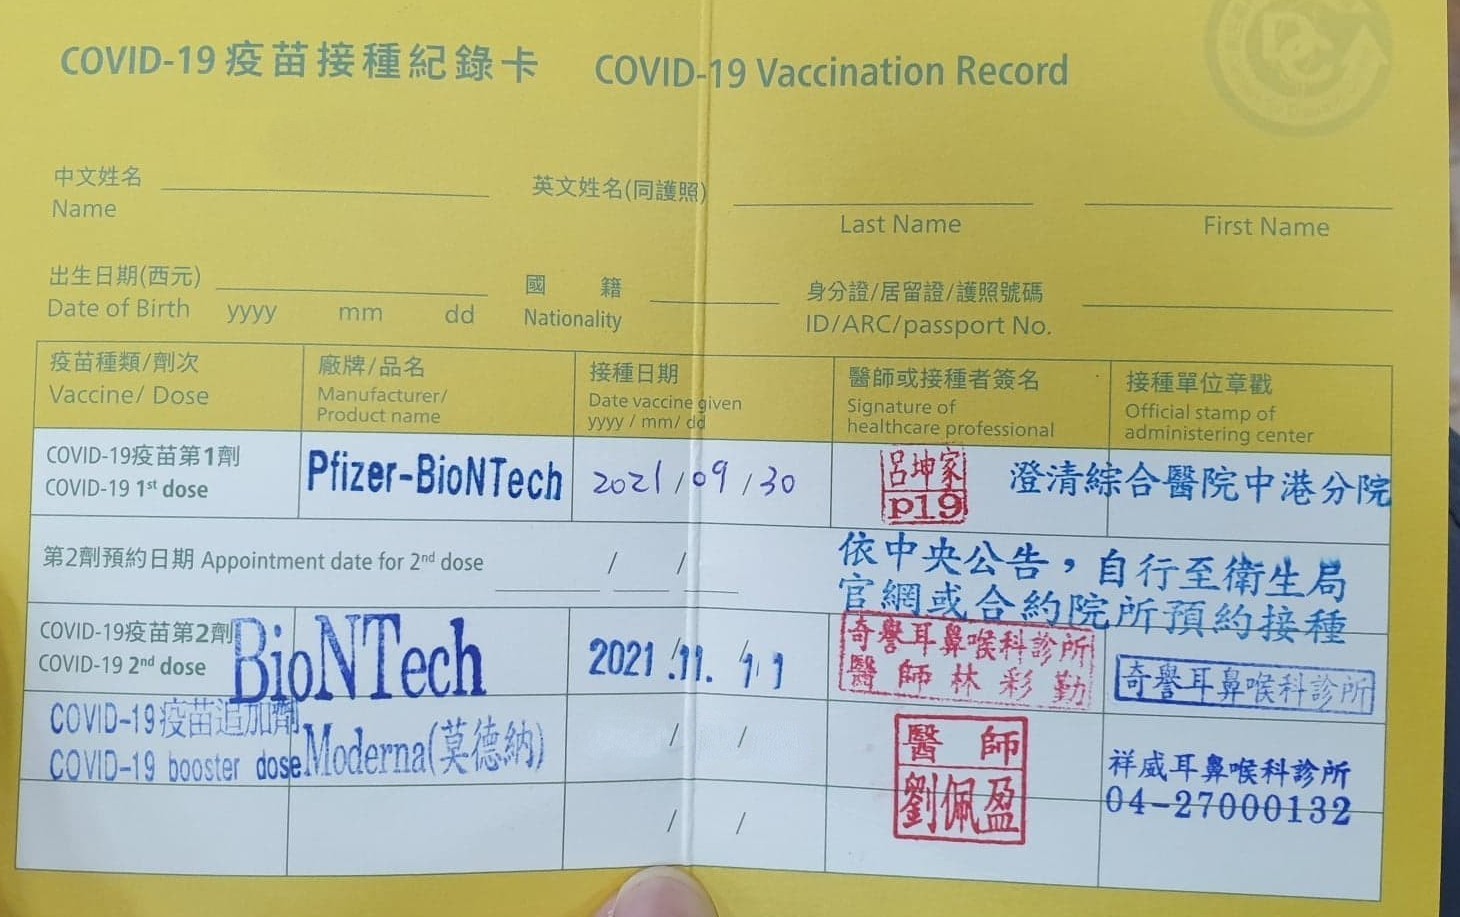 COVID-19疫苗接種紀錄卡 COVID-19 Vaccination Record
中文姓名
Name
英文姓名(同護照)
Last Name
First Name
出生日期(西元)
Date of Birth yyyy mm dd
國籍
Nationality
身分證/居留證/護照號碼
ID/ARC/passport No.
疫苗種類/劑次
Vaccine/ Dose
廠牌/品名
Manufacturer/
Product name
接種日期
Date vaccine given
yyyy / mm/ dd
醫師或接種者簽名
Signature of
healthcare professional
接種單位章戳
Official stamp of
administering center
COVID-19疫苗第1劑
COVID-19 1st dose
Pfizer-BioNTech
2021/09/30
呂坤家
p19
澄清綜合醫院中港分院
第2劑預約日期 Appointment date for 2nd dose
/ /
依中央公告，自行至衛生局
官網或合約院所預約接種
COVID-19疫苗第2劑
COVID-19 2nd dose
BioNTech
2021.11.11
奇譽耳鼻喉科診所
醫師林彩勤
奇譽耳鼻喉科診所
COVID-19疫苗追加劑
COVID-19 booster dose
Moderna(莫德納)
/ /
醫師
劉佩盈
祥威耳鼻喉科診所
04-27000132
/ /